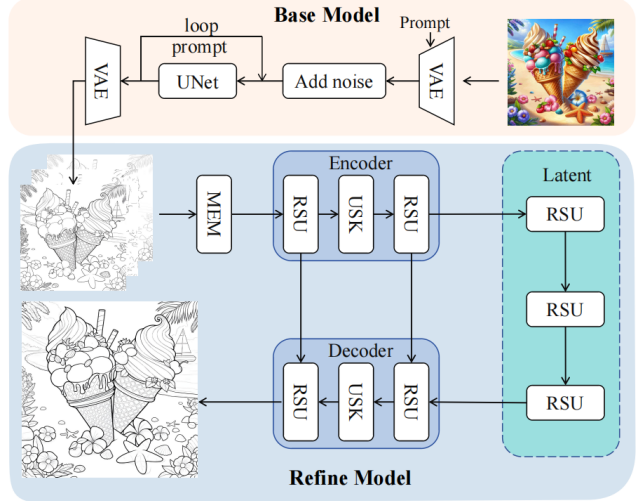 Base Model
loop
prompt
Prompt
VAE
UNet
Add noise
VAE
Encoder
Latent
MEM
RSU
USK
RSU
RSU
RSU
Decoder
RSU
USK
RSU
RSU
Refine Model